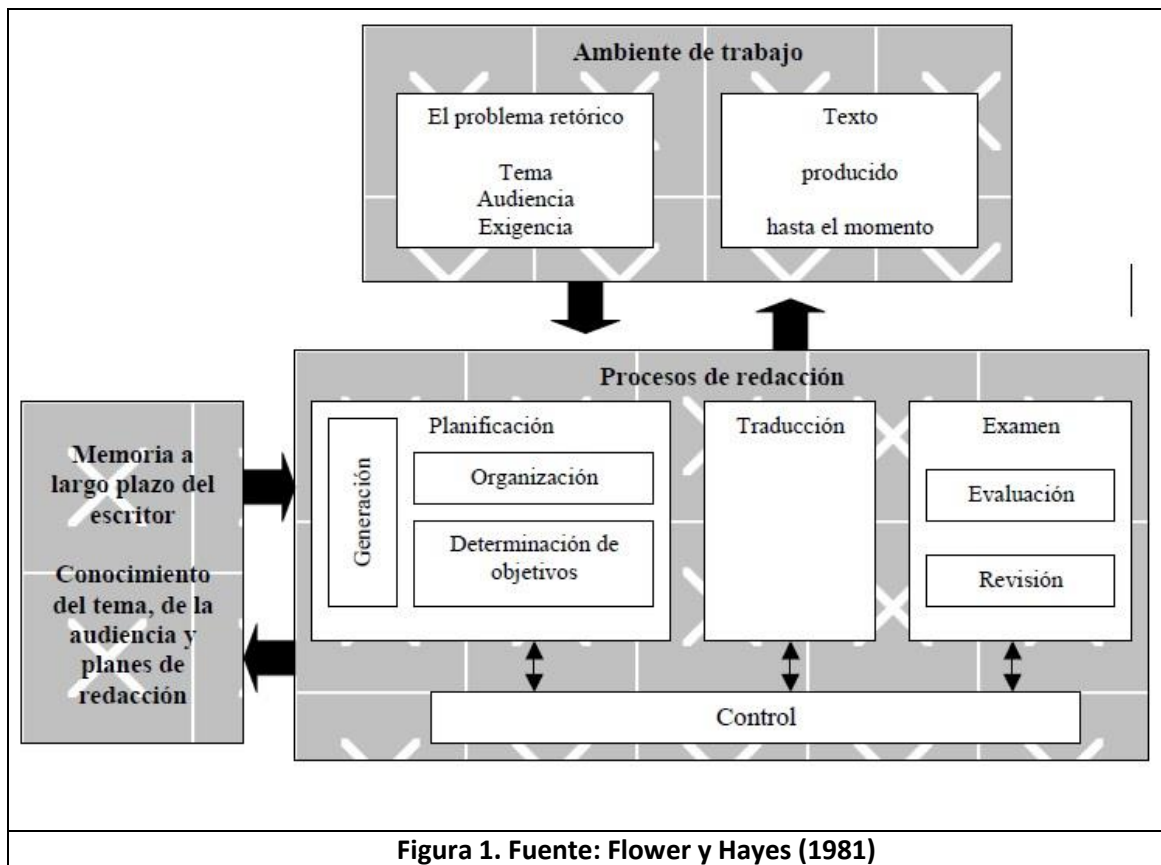 Ambiente de trabajo
El problema retórico
Tema
Audiencia
Exigencia
Texto
producido
hasta el momento
Memoria a
largo plazo del
escritor
Conocimiento
del tema, de la
audiencia y
planes de
redacción
Procesos de redacción
Planificación
Generación
Organización
Determinación de
objetivos
Traducción
Examen
Evaluación
Revisión
Control
Figura 1. Fuente: Flower y Hayes (1981)